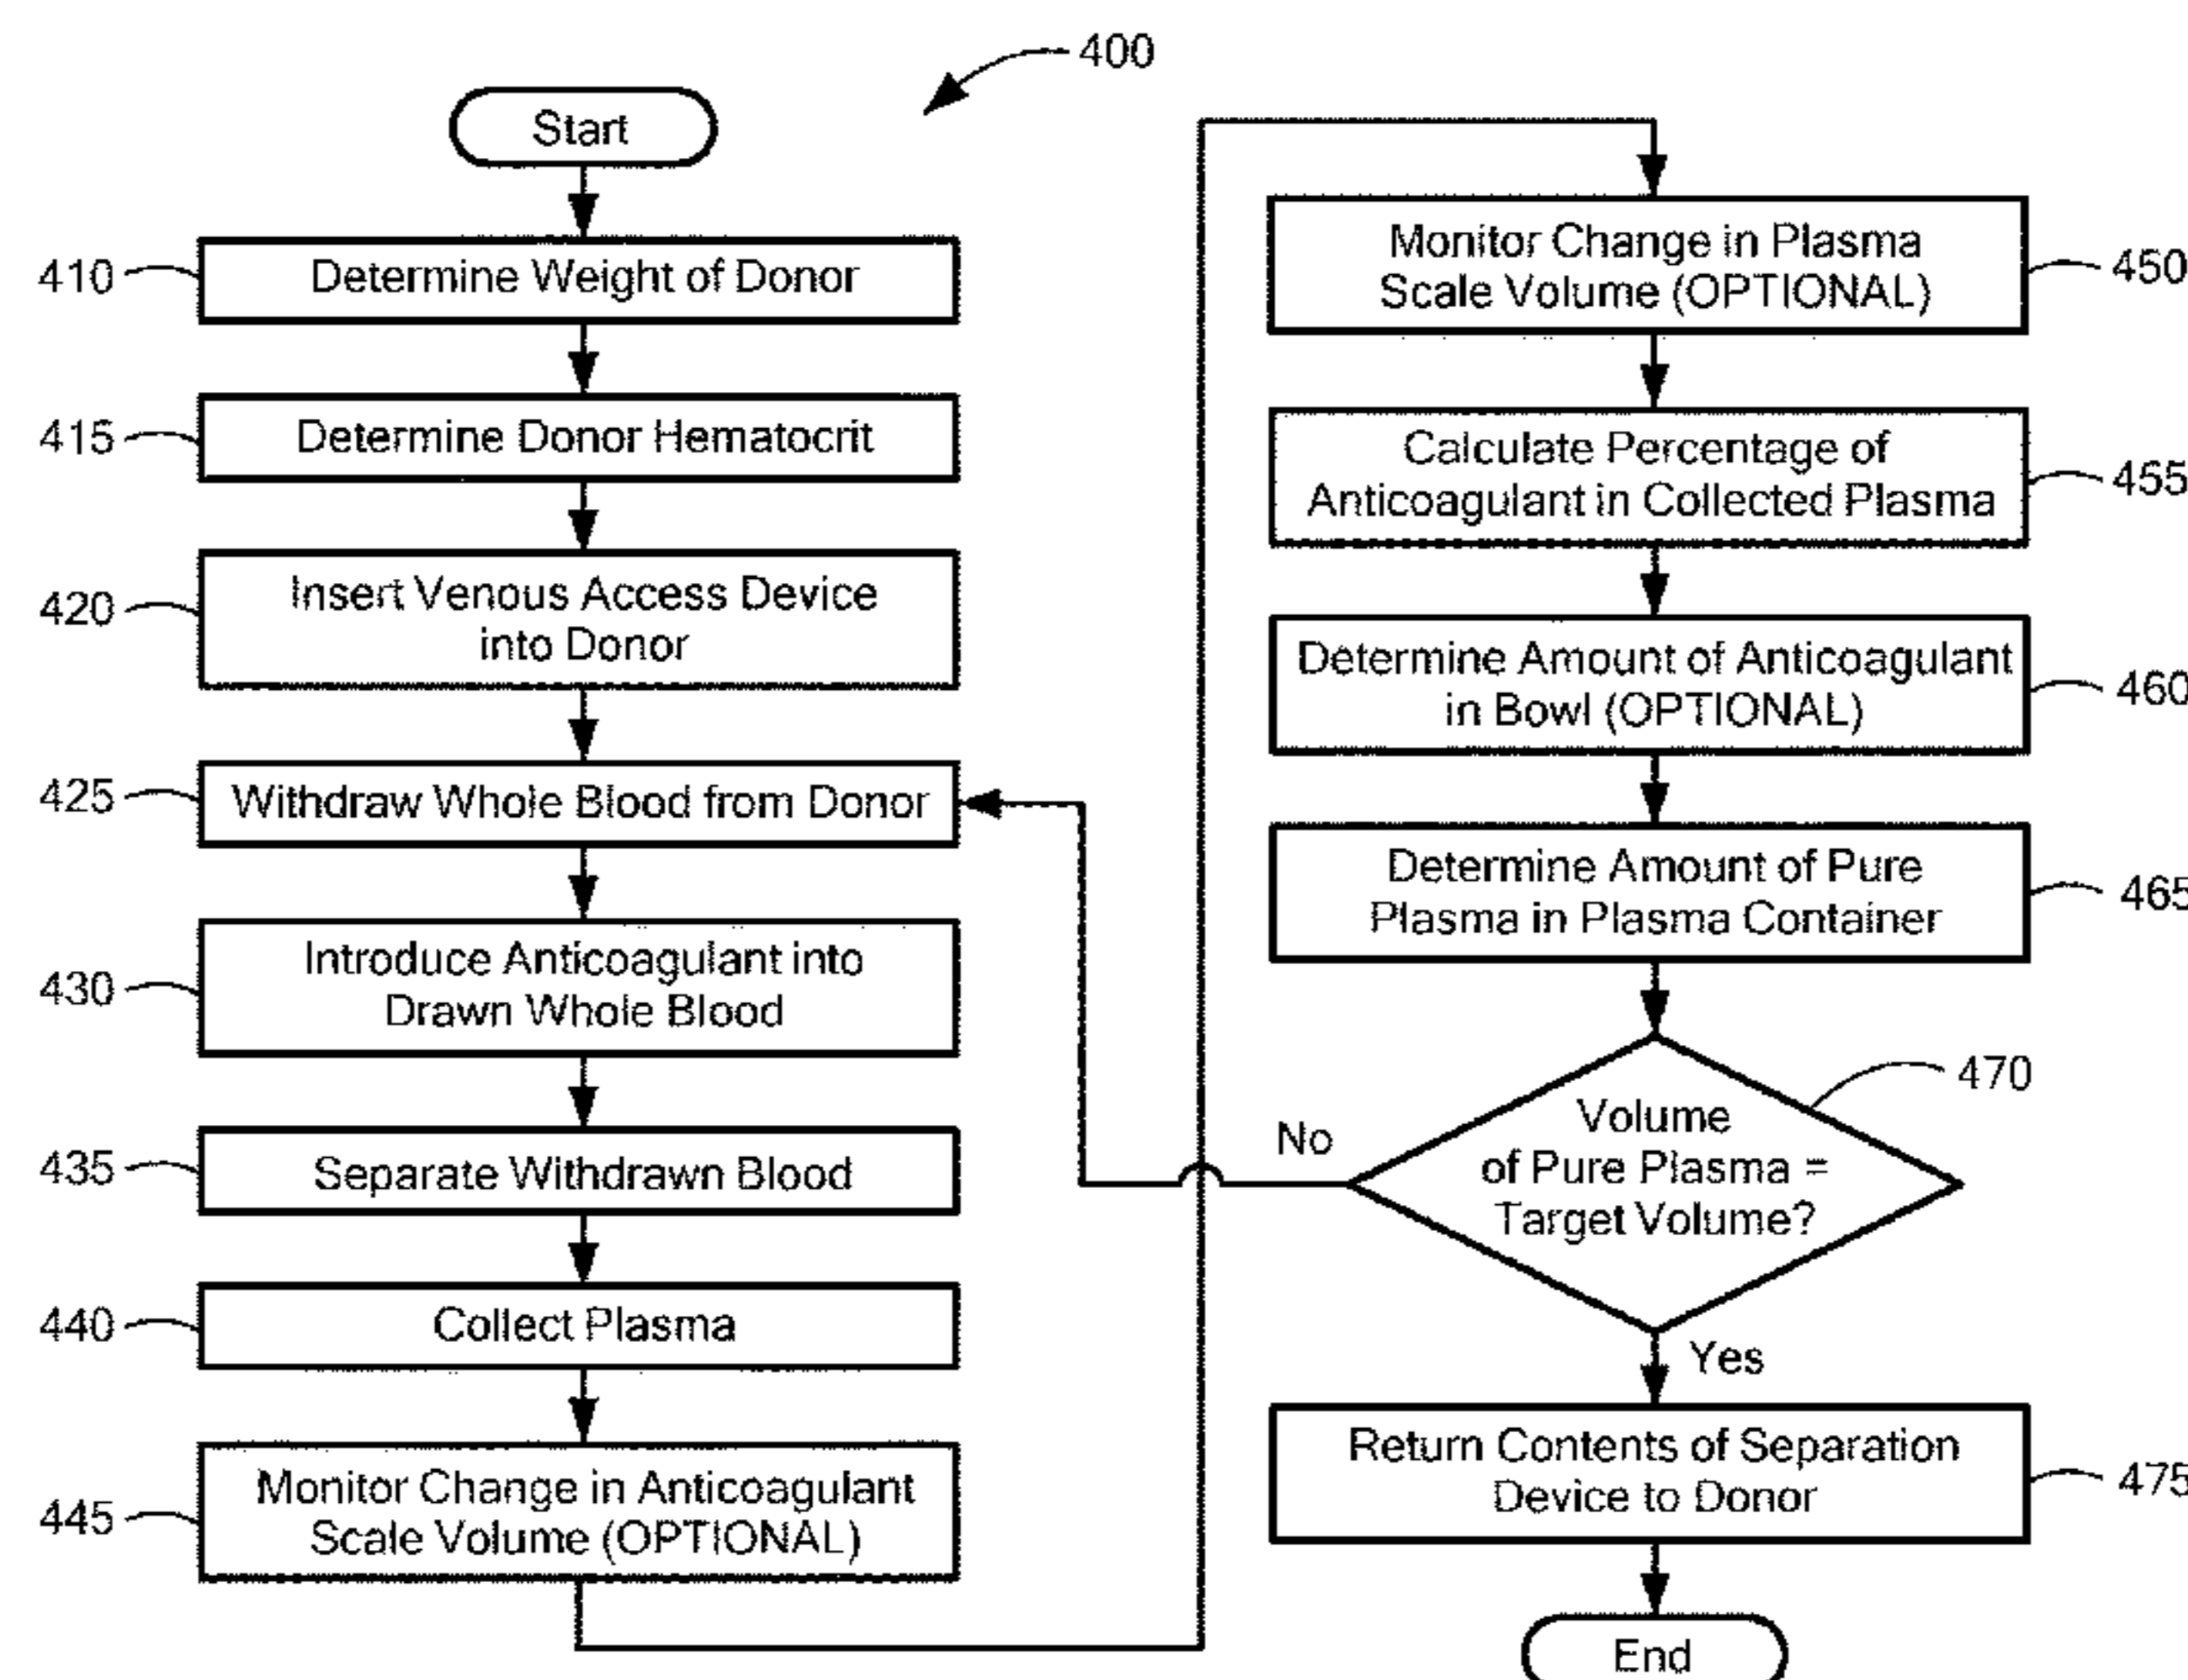 400
Start
410
Determine Weight of Donor
415
Determine Donor Hematocrit
420
Insert Venous Access Device
into Donor
425
Withdraw Whole Blood from Donor
430
Introduce Anticoagulant into
Drawn Whole Blood
435
Separate Withdrawn Blood
440
Collect Plasma
445
Monitor Change in Anticoagulant
Scale Volume (OPTIONAL)
Monitor Change in Plasma
Scale Volume (OPTIONAL)
450
Calculate Percentage of
Anticoagulant in Collected Plasma
455
Determine Amount of Anticoagulant
in Bowl (OPTIONAL)
460
Determine Amount of Pure
Plasma in Plasma Container
465
470
Volume
of Pure Plasma =
Target Volume?
No
Yes
Return Contents of Separation
Device to Donor
475
End